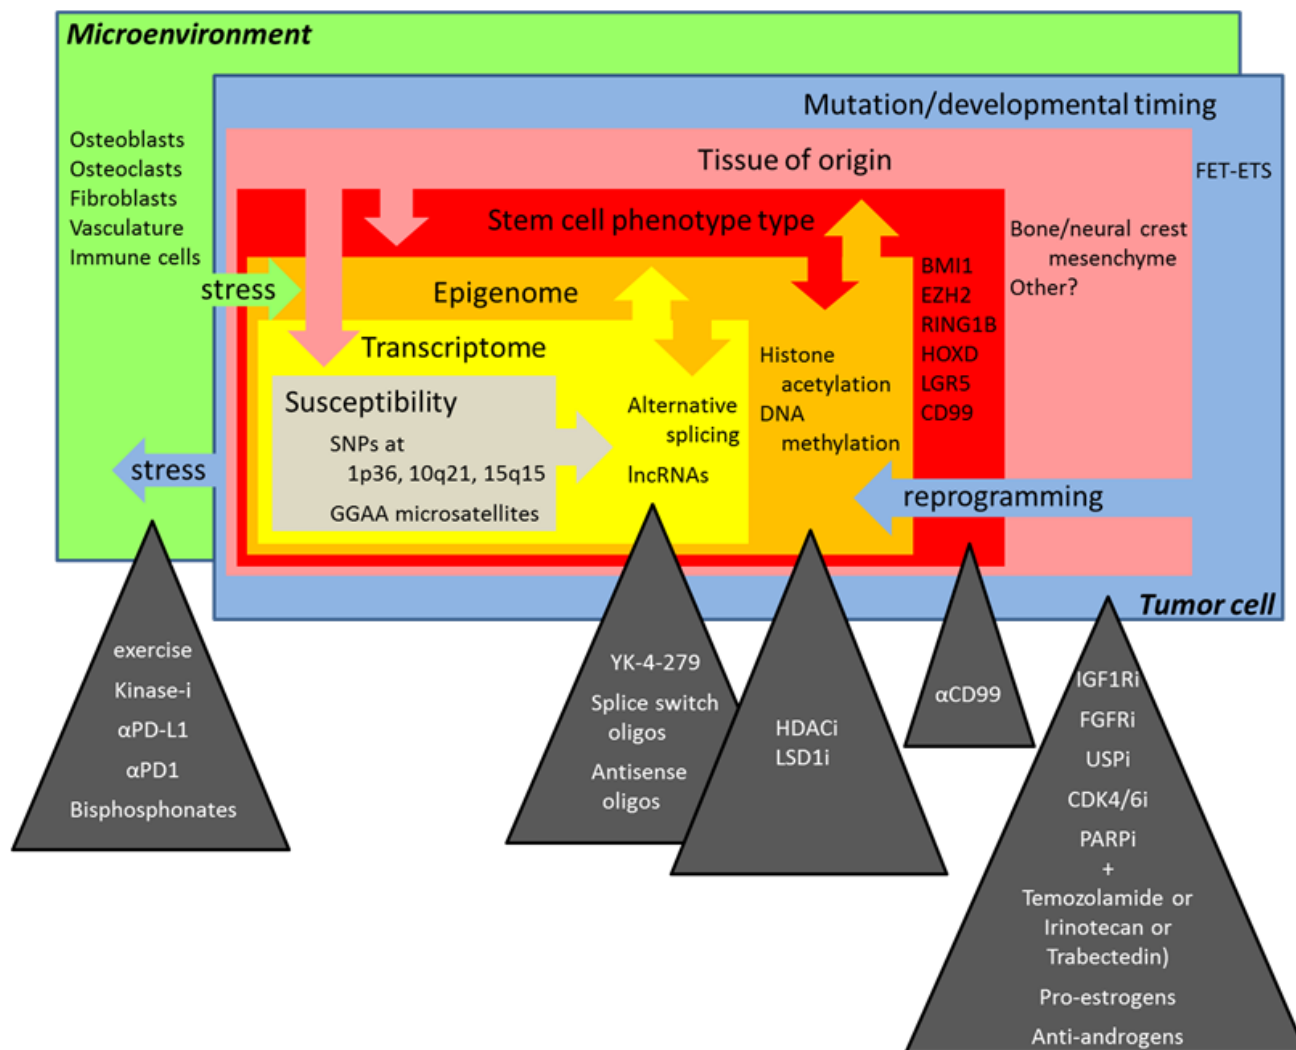 Microenvironment
Mutation/developmental timing
Osteoblasts
Osteoclasts
Fibroblasts
Vasculature
Immune cells
Tissue of origin
FET-ETS
Stem cell phenotype type
Bone/neural crest
mesenchyme
Other?
BMI1
EZH2
RING1B
HOXD
LGR5
CD99
stress
Epigenome
Transcriptome
Histone
acetylation
DNA
methylation
Susceptibility
SNPs at
1p36, 10q21, 15q15
GGAA microsatellites
Alternative
splicing
lncRNAs
stress
reprogramming
Tumor cell
exercise
Kinase-i
αPD-L1
αPD1
Bisphosphonates
YK-4-279
Splice switch
oligos
Antisense
oligos
HDACi
LSD1i
αCD99
IGF1Ri
FGFRi
USPi
CDK4/6i
PARPi
+
Temozolamide or
Irinotecan or
Trabectedin)
Pro-estrogens
Anti-androgens